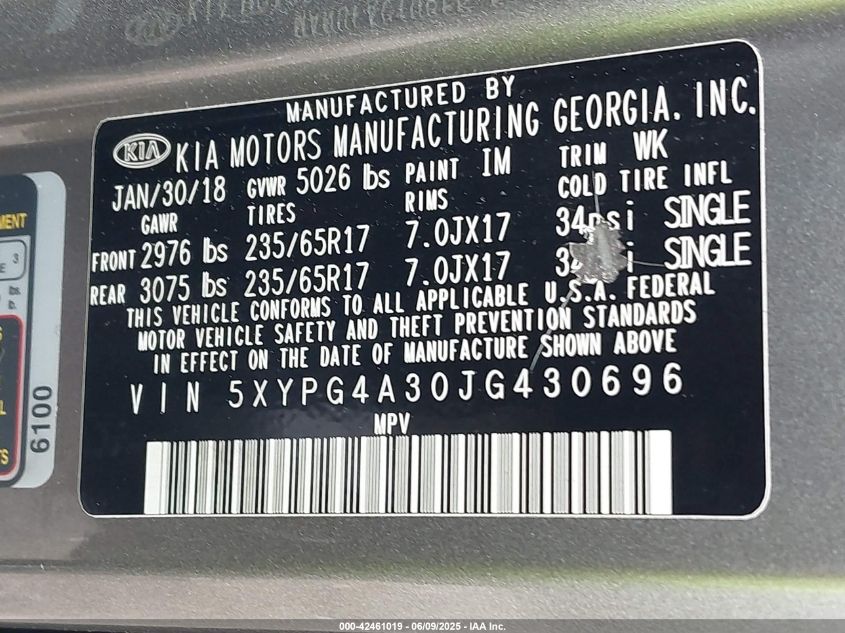 MANUFACTURED BY
KIA KIA MOTORS MANUFACTURING GEORGIA. INC.
JAN/30/18 GVWR 5026 lbs PAINT IM TRIM WK
GAWR TIRES RIMS COLD TIRE INFL
FRONT 2976 lbs 235/65R17 7.0JX17 34psi SINGLE
REAR 3075 lbs 235/65R17 7.0JX17 SINGLE
THIS VEHICLE CONFORMS TO ALL APPLICABLE U.S.A. FEDERAL
MOTOR VEHICLE SAFETY AND THEFT PREVENTION STANDARDS
IN EFFECT ON THE DATE OF MANUFACTURE SHOWN ABOVE
VIN 5XYPG4A30JG430696
MPV
3
lbs.
lb.
6100
000-42461019 - 06/09/2025 - IAA Inc.